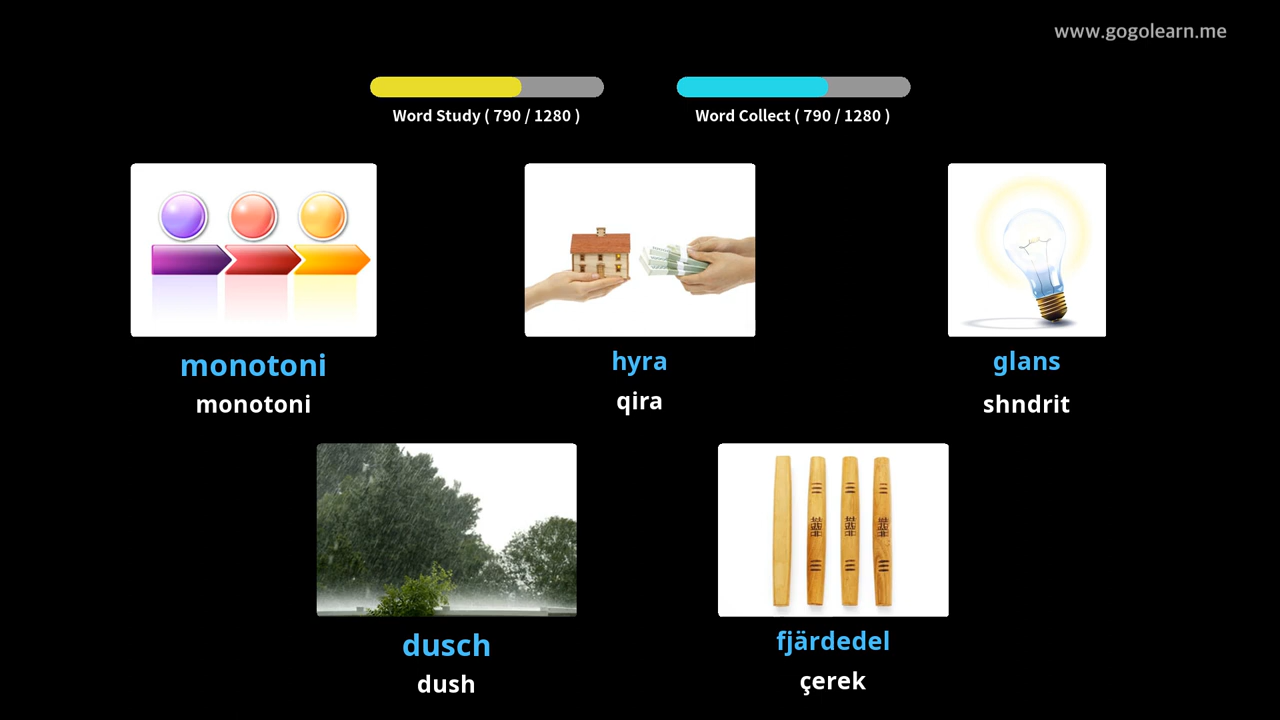 www.gogolearn.me
Word Study ( 790 / 1280 )
Word Collect ( 790 / 1280 )
monotoni
monotoni
hyra
qira
glans
shndrit
dusch
dush
fjärdedel
çerek